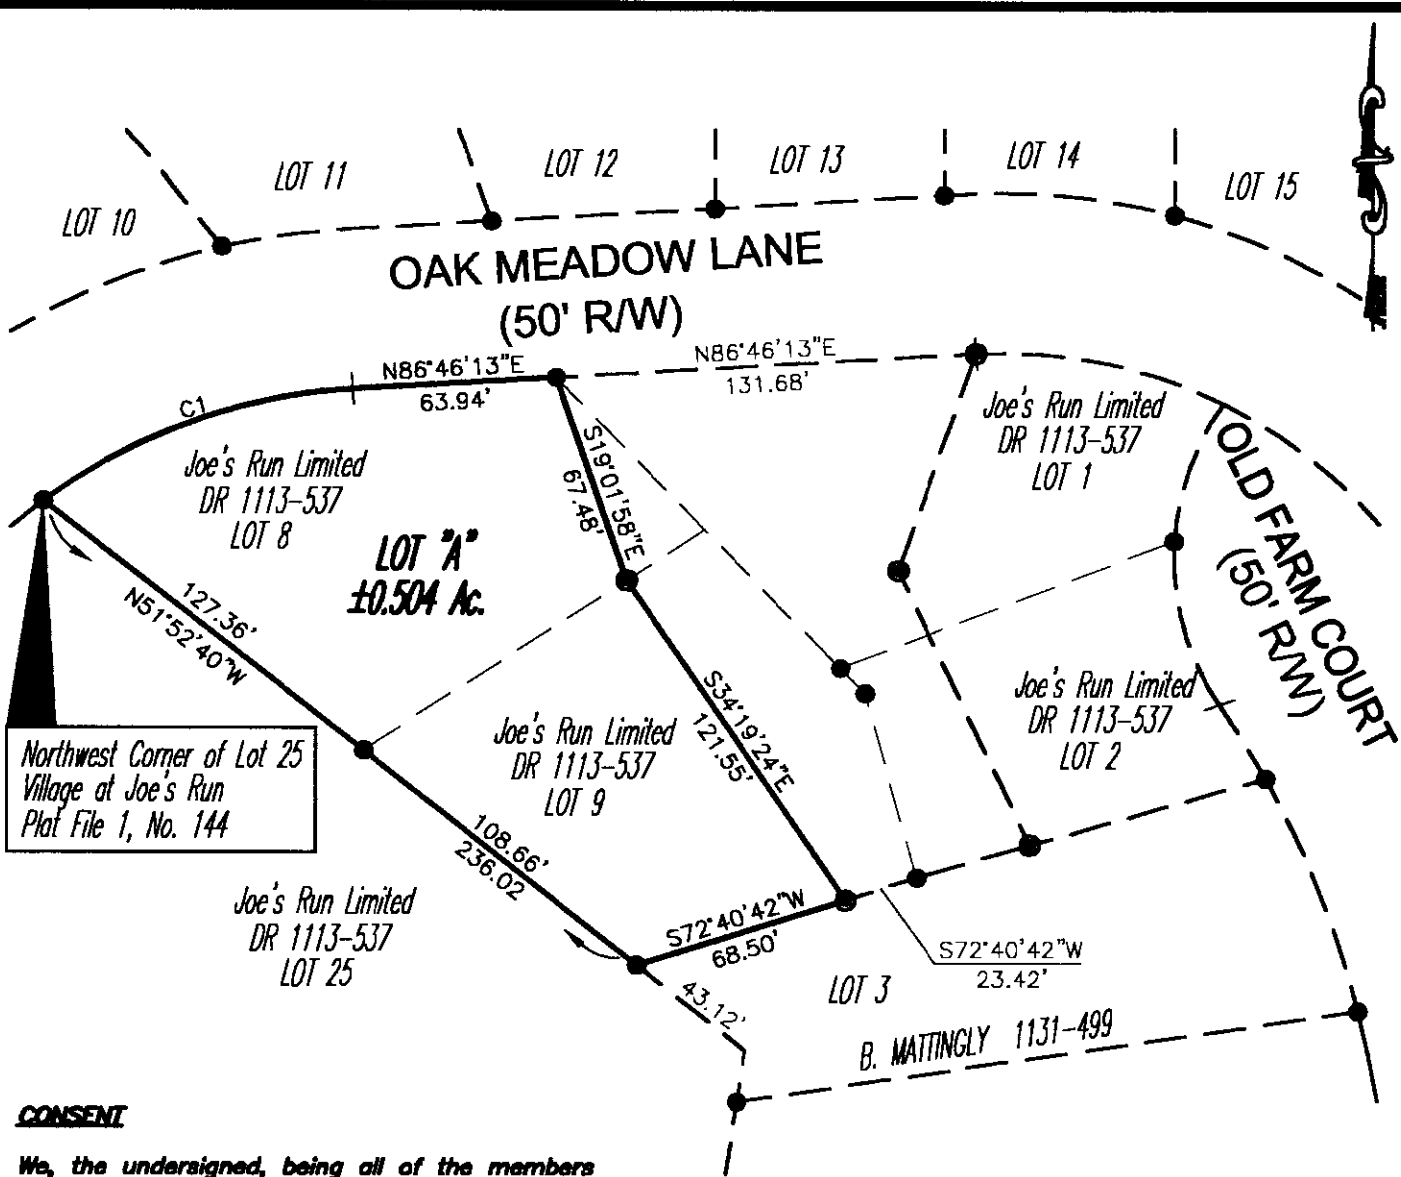 LOT 10
LOT 11
LOT 12
LOT 13
LOT 14
LOT 15
OAK MEADOW LANE
(50' R/W)
N86°46'13"E
63.94'
N86°46'13"E
131.68'
C1
Joe's Run Limited
DR 1113-537
LOT 8
LOT "A"
±0.504 Ac.
S19°01'58"E
67.48'
Joe's Run Limited
DR 1113-537
LOT 1
OLD FARM COURT
(50' R/W)
127.36'
N51°52'40"W
Northwest Corner of Lot 25
Village at Joe's Run
Plat File 1, No. 144
Joe's Run Limited
DR 1113-537
LOT 9
S34°19'24"E
121.55'
Joe's Run Limited
DR 1113-537
LOT 2
108.66'
236.02
Joe's Run Limited
DR 1113-537
LOT 25
S72°40'42"W
68.50'
S72°40'42"W
23.42'
43.12'
LOT 3
B. MATTINGLY 1131-499
CONSENT
We, the undersigned, being all of the members